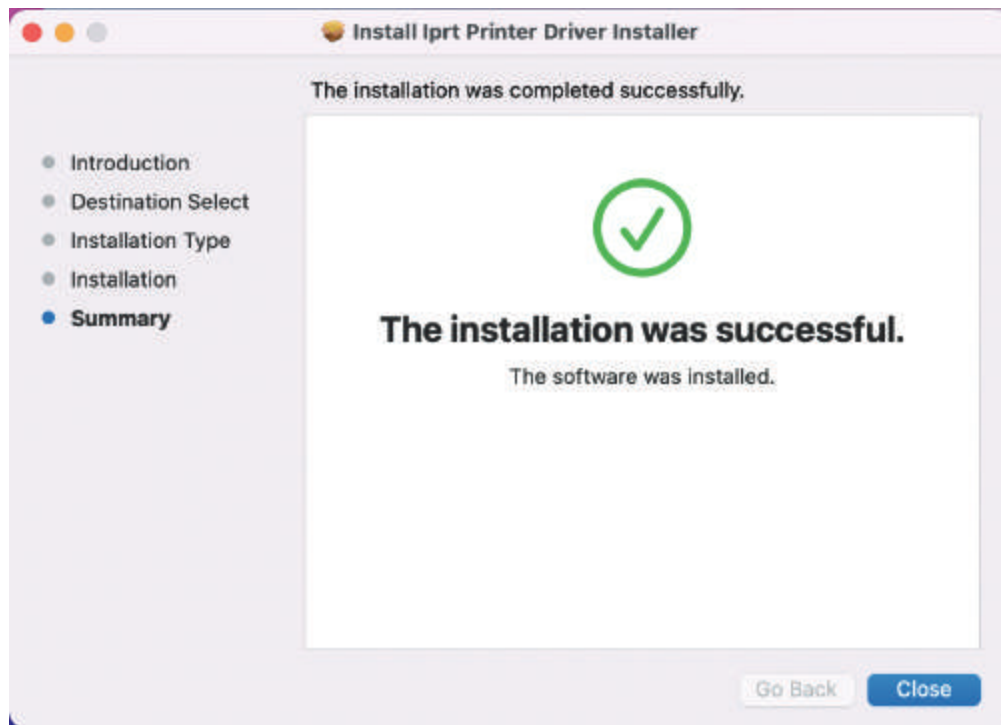 Install Iprt Printer Driver Installer
The installation was completed successfully.
Introduction
Destination Select
Installation Type
Installation
Summary
The installation was successful.
The software was installed.
Go Back
Close